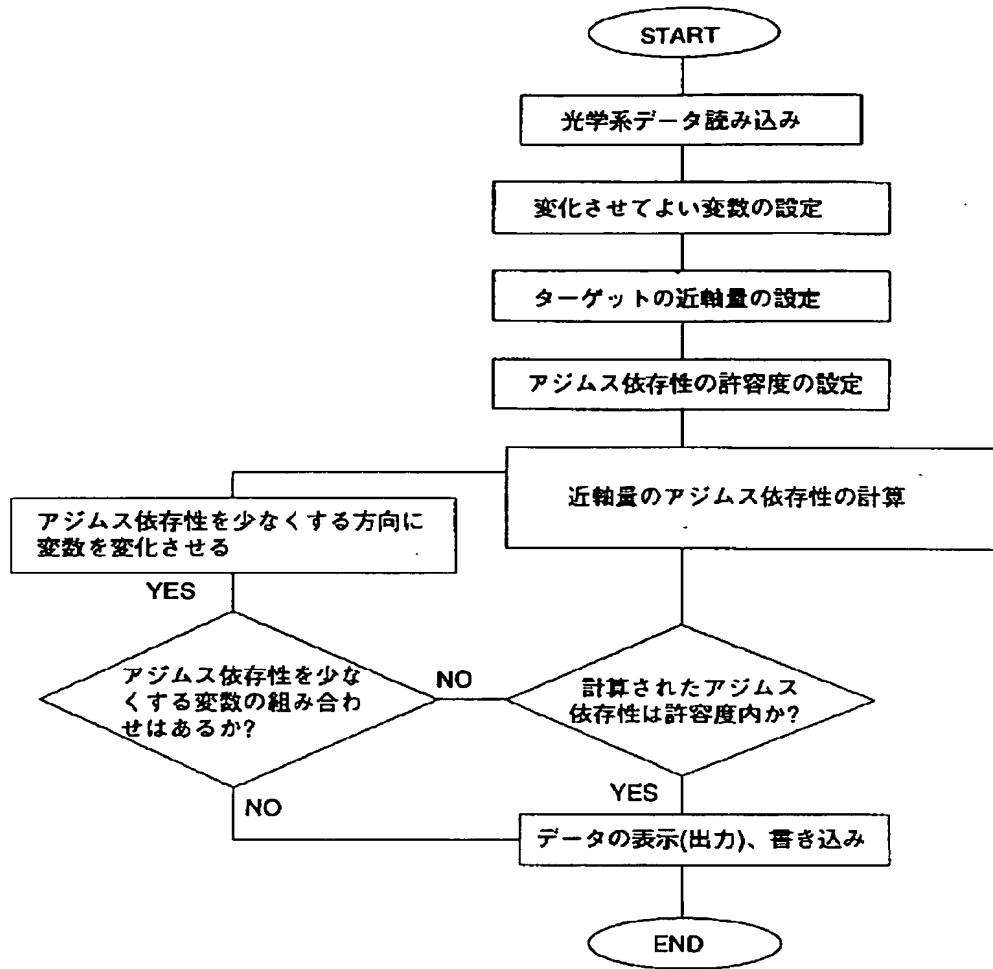 START
光学系データ読み込み
変化させてよい変数の設定
ターゲットの近軸量の設定
アジムス依存性の許容度の設定
近軸量のアジムス依存性の計算
アジムス依存性を少なくする方向に
変数を変化させる
YES
アジムス依存性を少な
くする変数の組み合わ
せはあるか?
NO
計算されたアジムス
依存性は許容度内か?
NO
YES
データの表示(出力)、書き込み
END